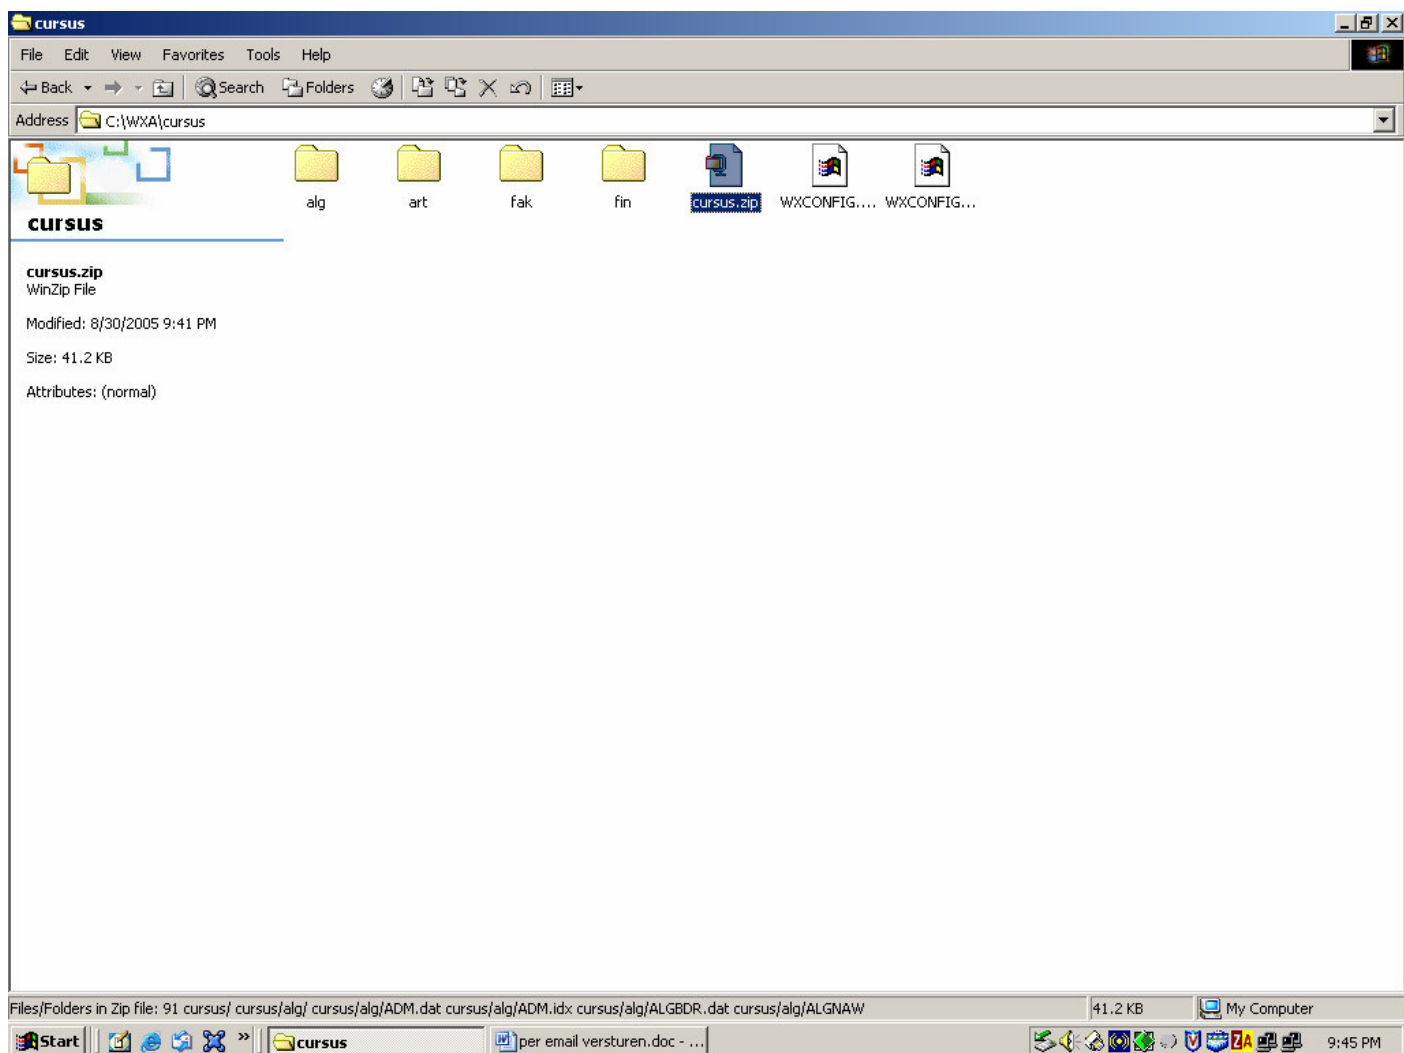 cursus
File Edit View Favorites Tools Help
Back Search Folders
Address C:\WXA\cursus
alg art fak fin cursus.zip WXCONFIG.... WXCONFIG...
cursus
cursus.zip
WinZip File
Modified: 8/30/2005 9:41 PM
Size: 41.2 KB
Attributes: (normal)
Files/Folders in Zip file: 91 cursus/ cursus/alg/ cursus/alg/ADM.dat cursus/alg/ADM.idx cursus/alg/ALGBDR.dat cursus/alg/ALGNAW 41.2 KB My Computer
Start » cursus per email versturen.doc - ... ZA 9:45 PM